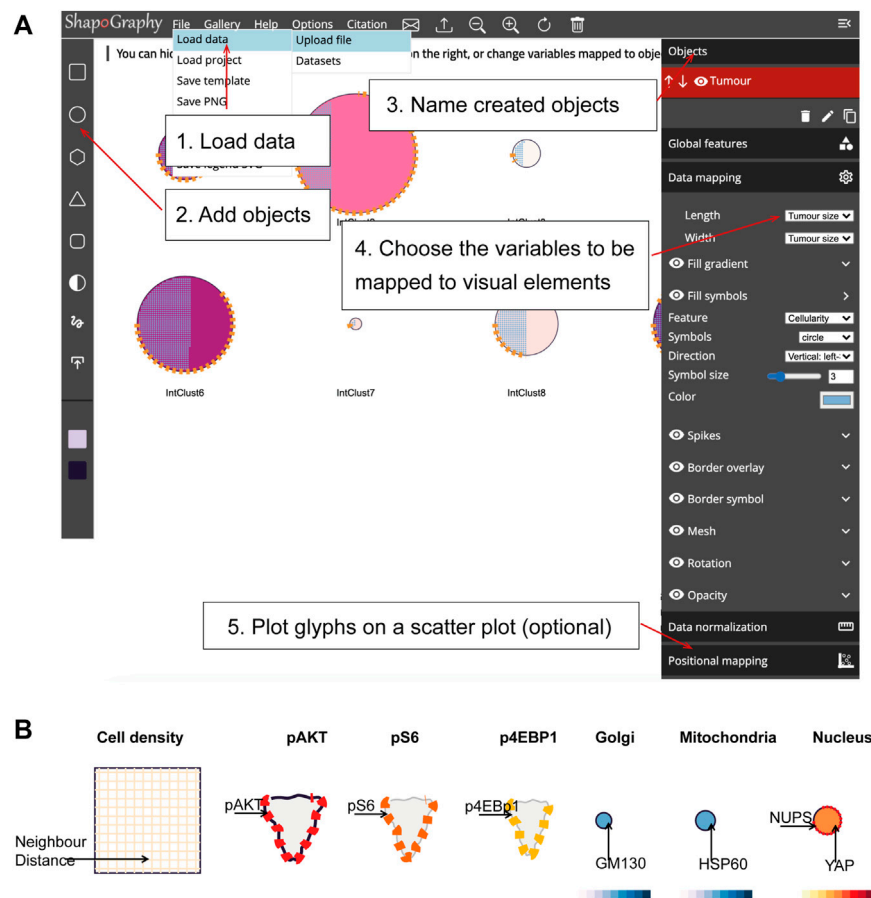 A
ShapoGraphy File Gallery Help Options Citation
Load data
Upload file
Load project
Datasets
Save template
Save PNG
You can hi
on the right, or change variables mapped to obje
Objects
Tumour
1. Load data
2. Add objects
3. Name created objects
4. Choose the variables to be
mapped to visual elements
Global features
Data mapping
Length Tumour size
Width Tumour size
Fill gradient
Fill symbols
Feature Cellularity
Symbols circle
Direction Vertical: left-
Symbol size 3
Color
Spikes
Border overlay
Border symbol
Mesh
Rotation
Opacity
Data normalization
Positional mapping
IntClust6 IntClust7 IntClust8
5. Plot glyphs on a scatter plot (optional)
B
Cell density pAKT pS6 p4EBP1 Golgi Mitochondria Nucleus
Neighbour
Distance
pAKT pS6 p4EBp1 NUPS
GM130 HSP60 YAP